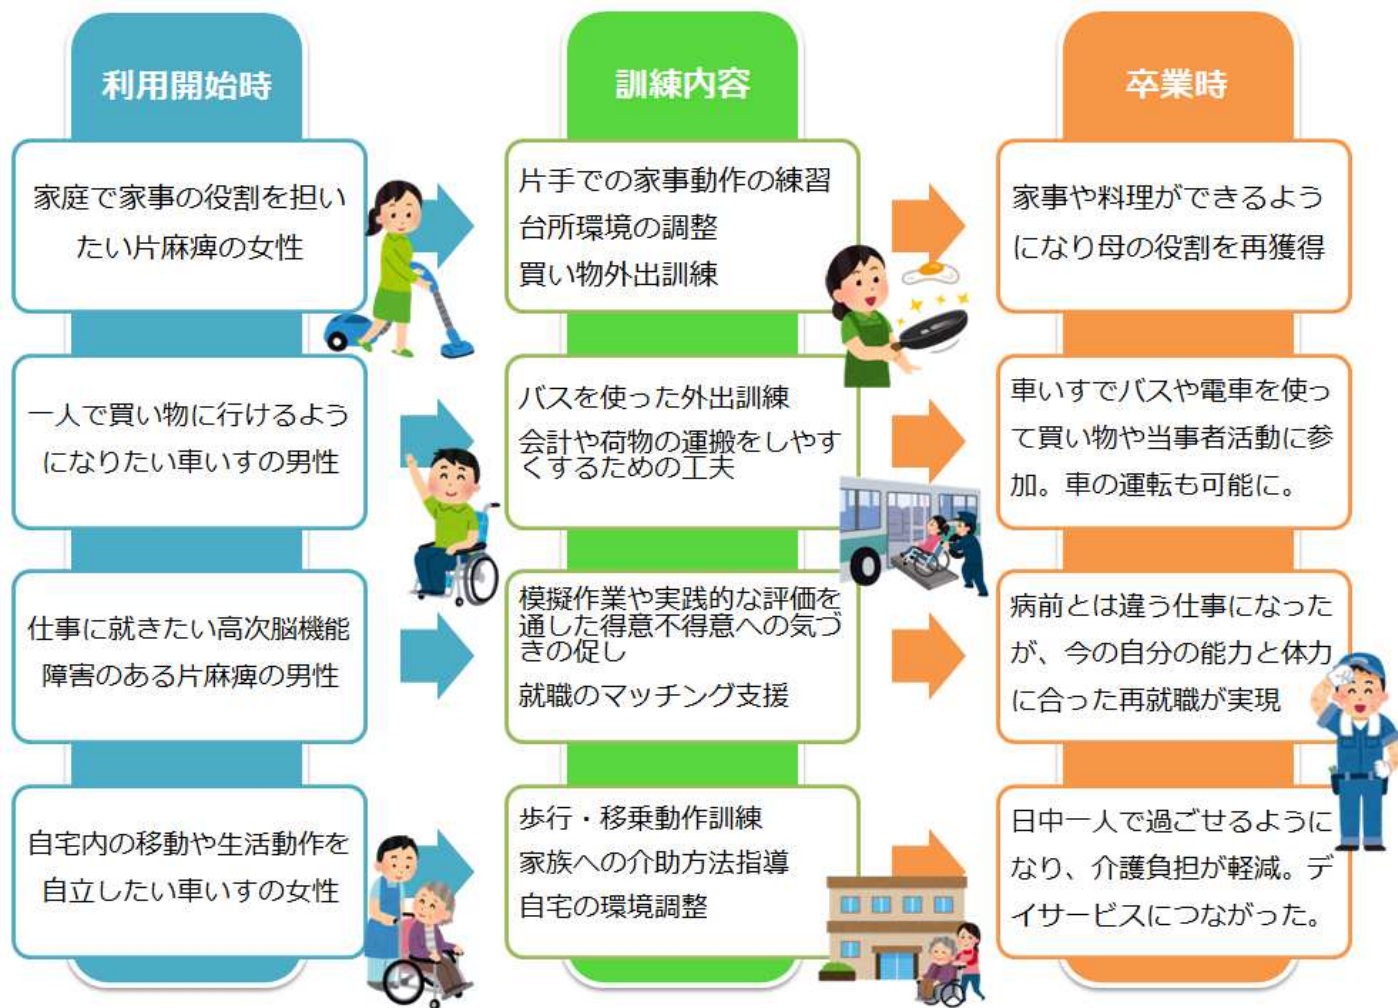 利用開始時
訓練内容
卒業時
家庭で家事の役割を担い
たい片麻痺の女性
片手での家事動作の練習
台所環境の調整
買い物外出訓練
家事や料理ができるよう
になり母の役割を再獲得
一人で買い物に行けるよう
になりたい車いすの男性
バスを使った外出訓練
会計や荷物の運搬をしやす
くするための工夫
車いすでバスや電車を使っ
て買い物や当事者活動に参
加。車の運転も可能に。
仕事に就きたい高次脳機能
障害のある片麻痺の男性
模擬作業や実践的な評価を
通した得意不得意への気づ
きの促し
就職のマッチング支援
病前とは違う仕事になった
が、今の自分の能力と体力
に合った再就職が実現
自宅内の移動や生活動作を
自立したい車いすの女性
歩行・移乗動作訓練
家族への介助方法指導
自宅の環境調整
日中一人で過ごせるように
なり、介護負担が軽減。デ
イサービスにつながった。